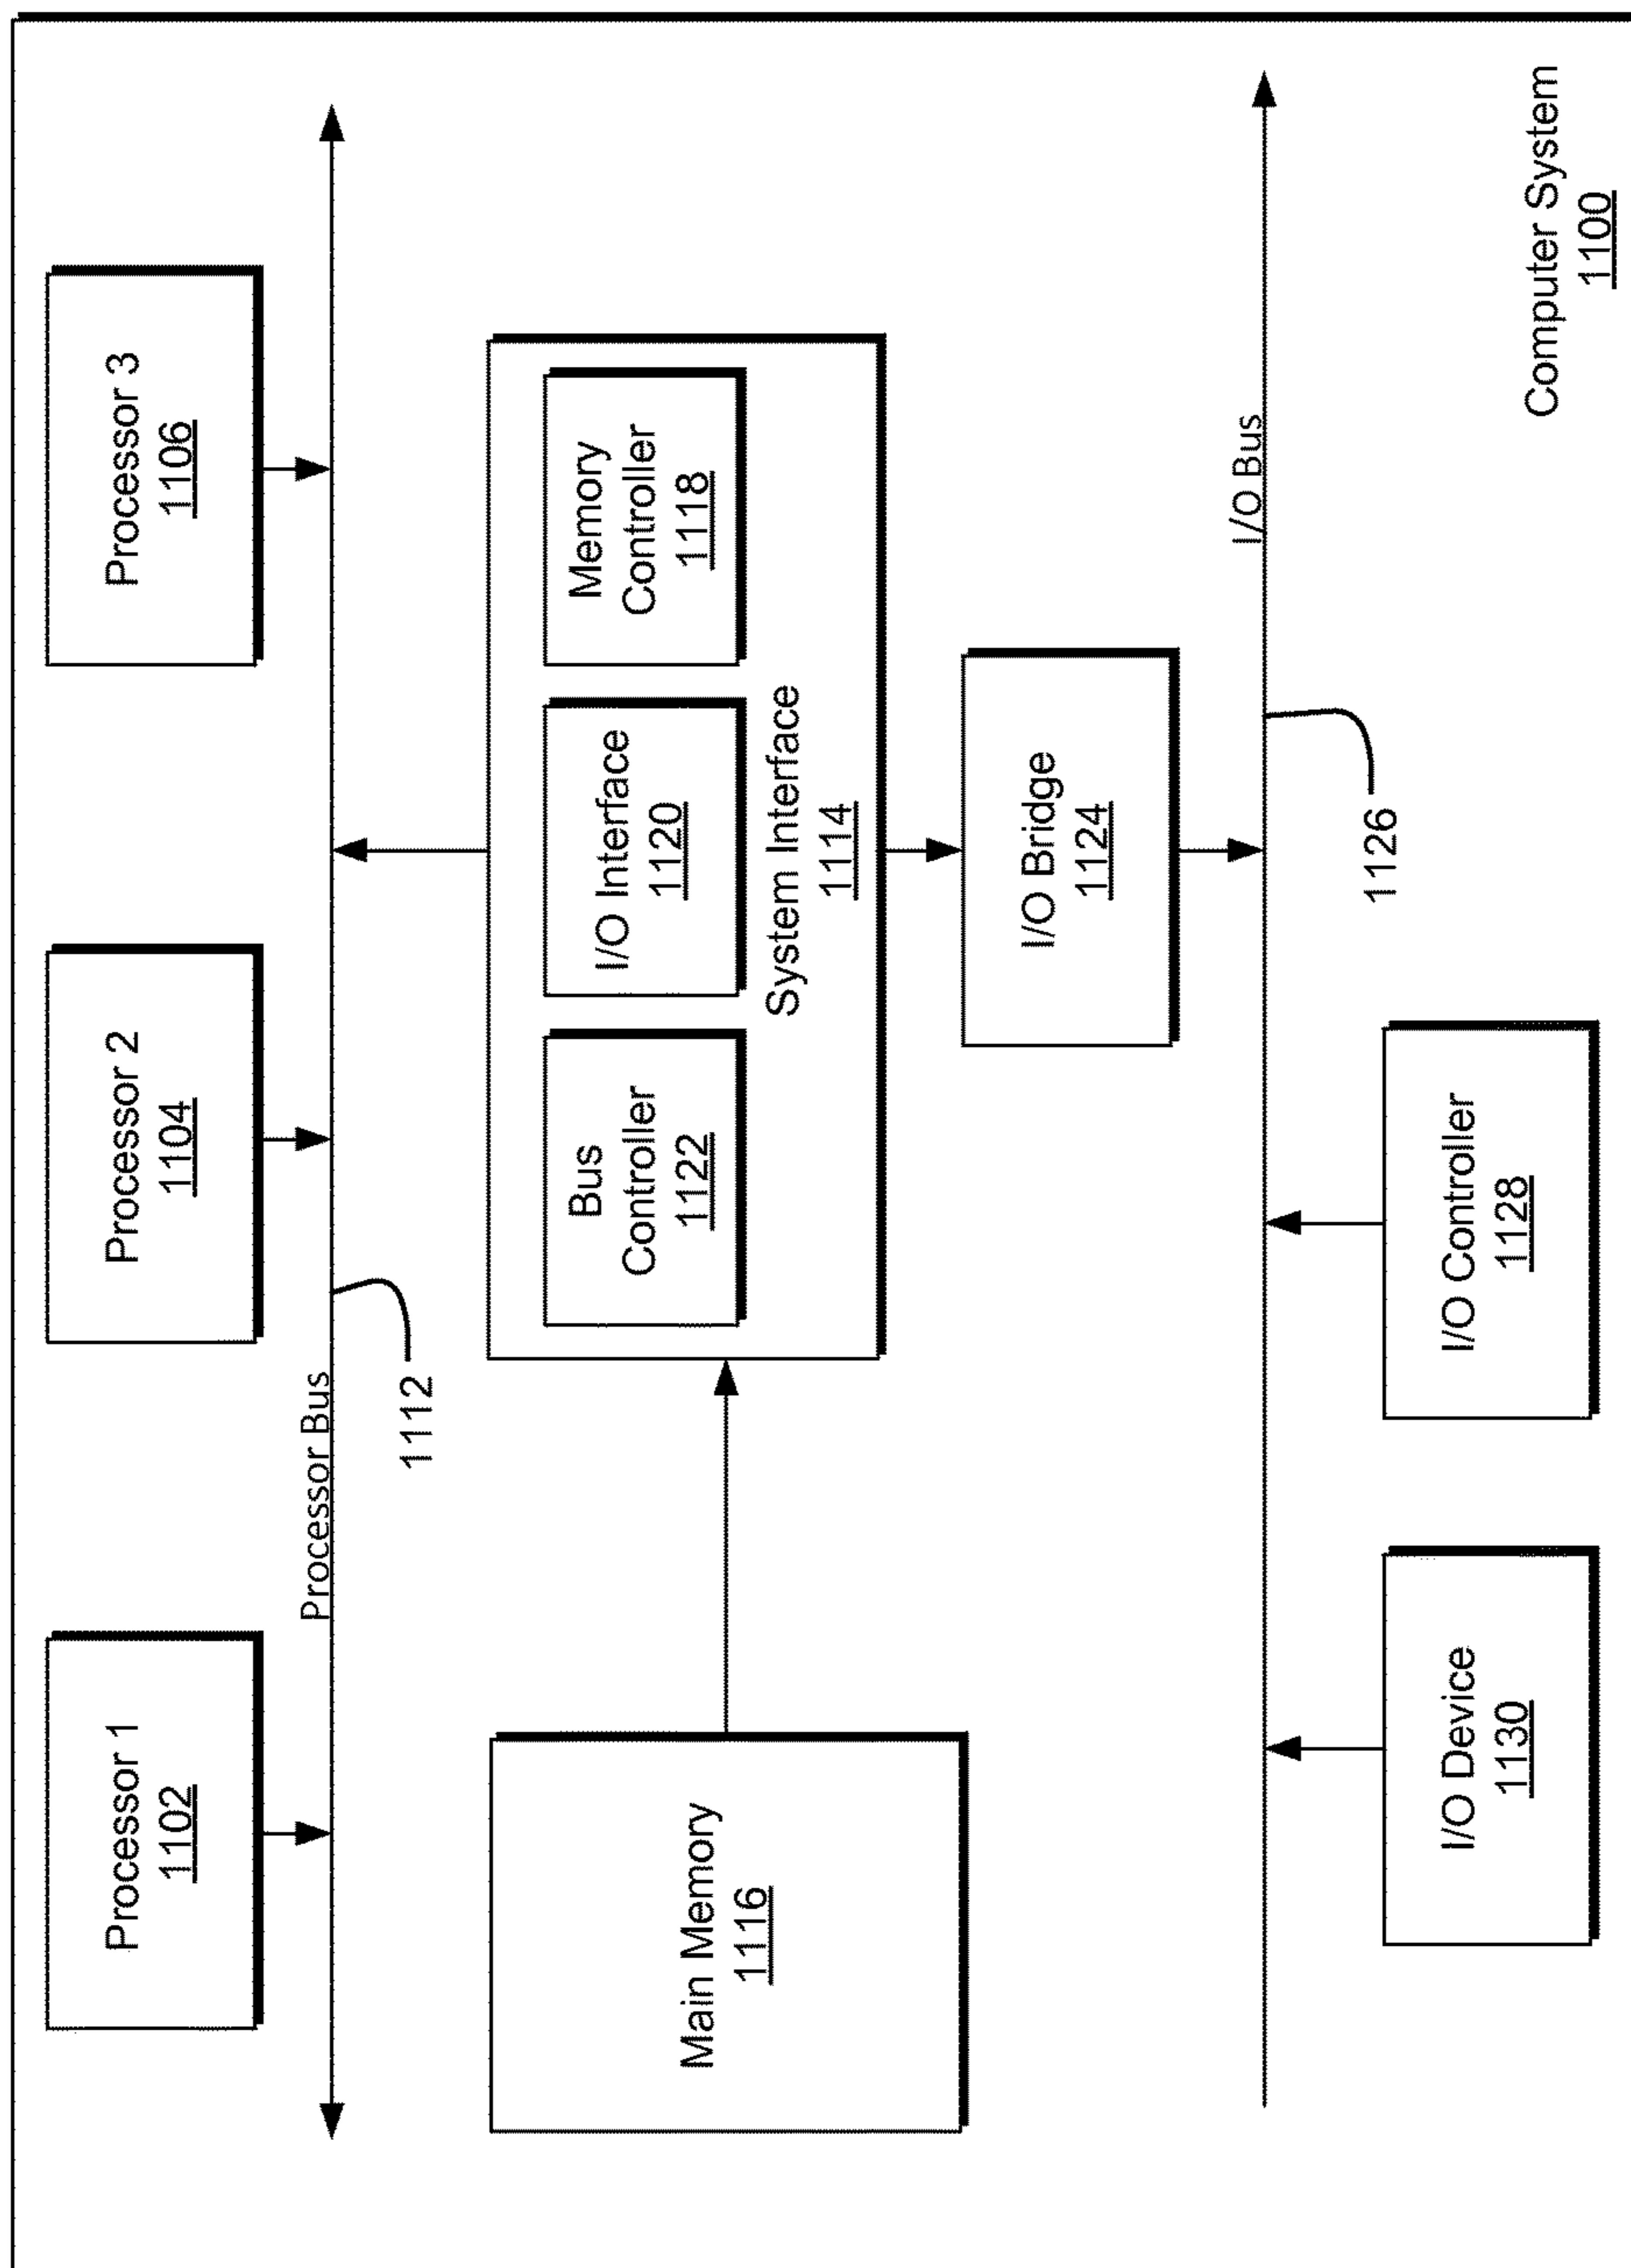 Processor 1
1102
Processor 2
1104
Processor 3
1106
Processor Bus
1112
Main Memory
1116
Bus
Controller
1122
I/O Interface
1120
Memory
Controller
1118
System Interface
1114
I/O Bridge
1124
I/O Bus
1126
I/O Device
1130
I/O Controller
1128
Computer System
1100